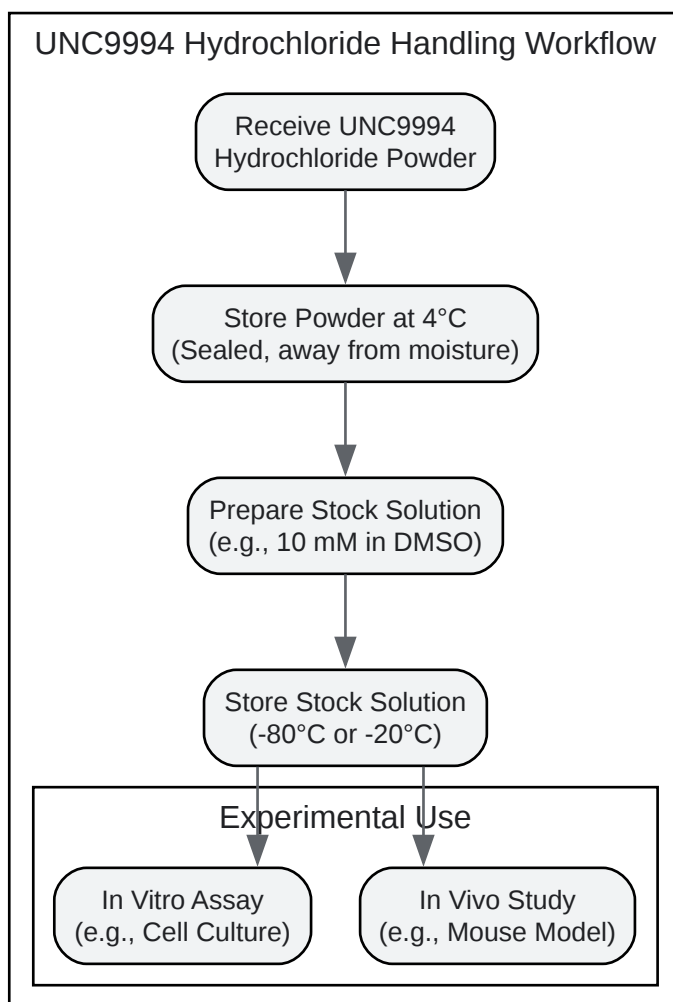 UNC9994 Hydrochloride Handling Workflow
Receive UNC9994
Hydrochloride Powder
Store Powder at 4°C
(Sealed, away from moisture)
Prepare Stock Solution
(e.g., 10 mM in DMSO)
Store Stock Solution
(-80°C or -20°C)
Experimental Use
In Vitro Assay
(e.g., Cell Culture)
In Vivo Study
(e.g., Mouse Model)